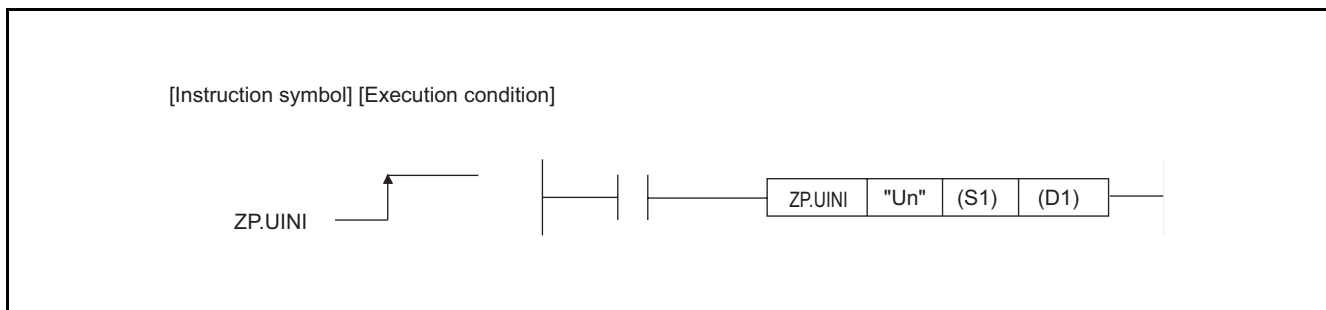 [Instruction symbol] [Execution condition]
ZP.UINI "Un" (S1) (D1)
ZP.UINI